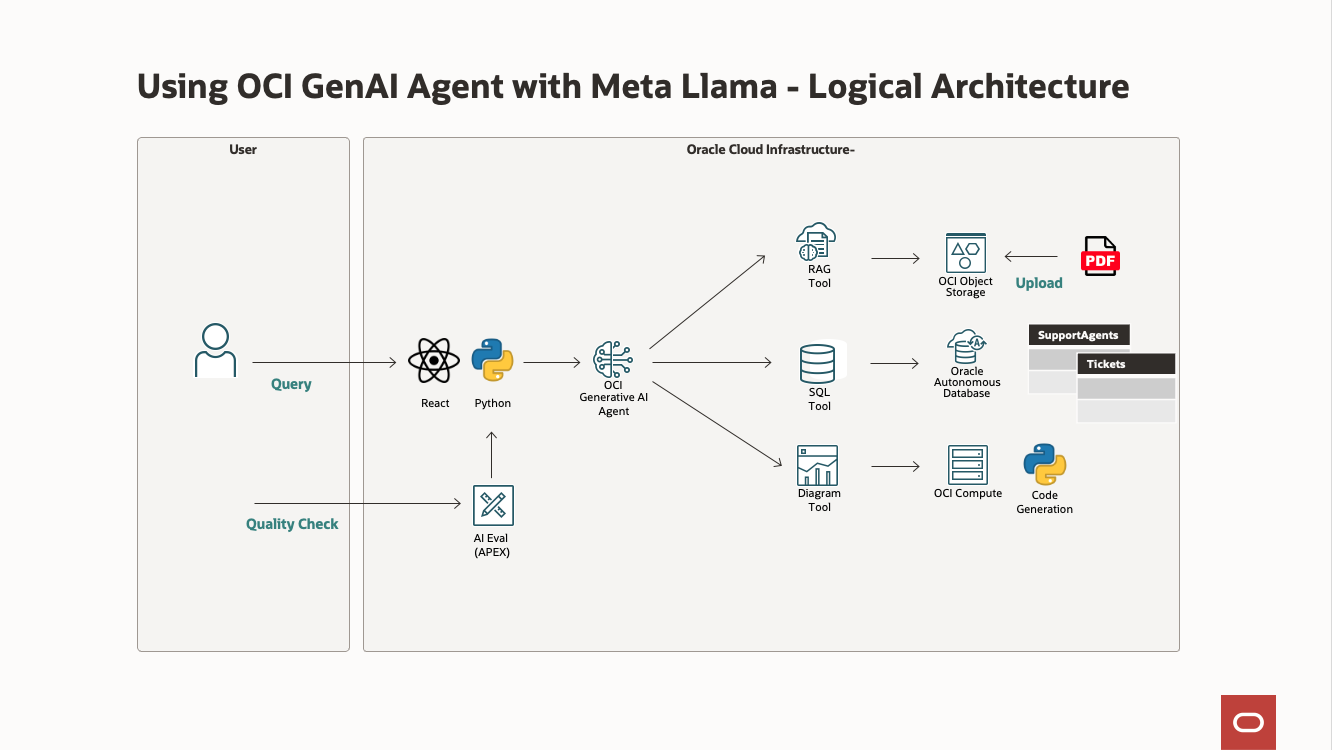 Using OCI GenAI Agent with Meta Llama - Logical Architecture
User
Oracle Cloud Infrastructure-
RAG
Tool
OCI Object
Storage
Upload
PDF
Query
React
Python
OCI
Generative AI
Agent
SQL
Tool
Oracle
Autonomous
Database
SupportAgents
Tickets
Quality Check
AI Eval
(APEX)
Diagram
Tool
OCI Compute
Code
Generation